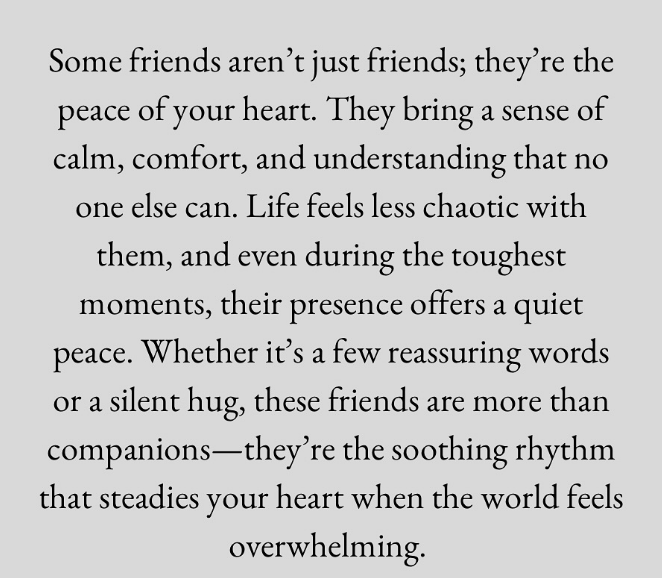 Some friends aren’t just friends; they’re the
peace of your heart. They bring a sense of
calm, comfort, and understanding that no
one else can. Life feels less chaotic with
them, and even during the toughest
moments, their presence offers a quiet
peace. Whether it’s a few reassuring words
or a silent hug, these friends are more than
companions—they’re the soothing rhythm
that steadies your heart when the world feels
overwhelming.